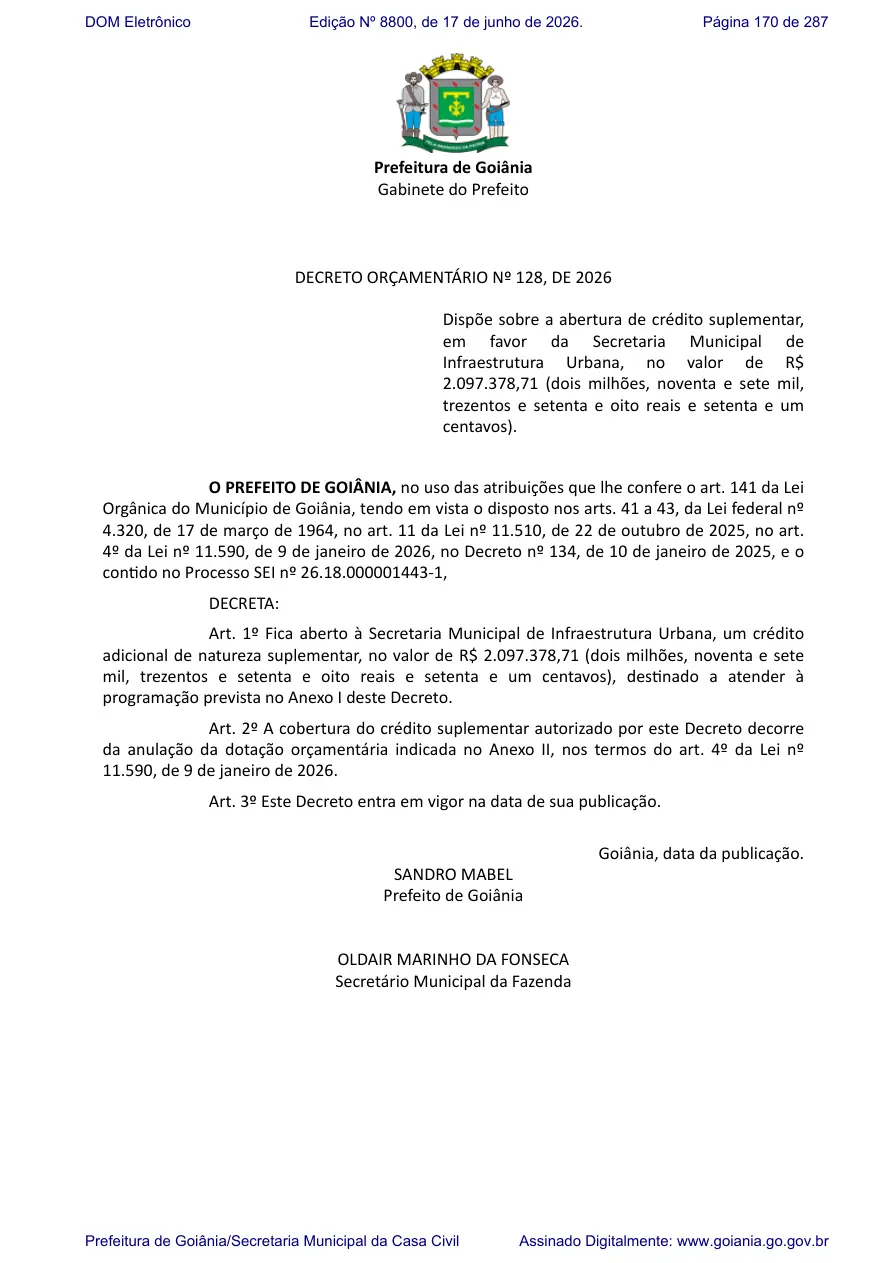 DOM Eletrônico Edição Nº 8800, de 17 de junho de 2026. Página 170 de 287
Prefeitura de Goiânia
Gabinete do Prefeito
DECRETO ORÇAMENTÁRIO Nº 128, DE 2026
Dispõe sobre a abertura de crédito suplementar,
em favor da Secretaria Municipal de
Infraestrutura Urbana, no valor de R$
2.097.378,71 (dois milhões, noventa e sete mil,
trezentos e setenta e oito reais e setenta e um
centavos).
O PREFEITO DE GOIÂNIA, no uso das atribuições que lhe confere o art. 141 da Lei
Orgânica do Município de Goiânia, tendo em vista o disposto nos arts. 41 a 43, da Lei federal nº
4.320, de 17 de março de 1964, no art. 11 da Lei nº 11.510, de 22 de outubro de 2025, no art.
4º da Lei nº 11.590, de 9 de janeiro de 2026, no Decreto nº 134, de 10 de janeiro de 2025, e o
contido no Processo SEI nº 26.18.000001443-1,
DECRETA:
Art. 1º Fica aberto à Secretaria Municipal de Infraestrutura Urbana, um crédito
adicional de natureza suplementar, no valor de R$ 2.097.378,71 (dois milhões, noventa e sete
mil, trezentos e setenta e oito reais e setenta e um centavos), destinado a atender à
programação prevista no Anexo I deste Decreto.
Art. 2º A cobertura do crédito suplementar autorizado por este Decreto decorre
da anulação da dotação orçamentária indicada no Anexo II, nos termos do art. 4º da Lei nº
11.590, de 9 de janeiro de 2026.
Art. 3º Este Decreto entra em vigor na data de sua publicação.
Goiânia, data da publicação.
SANDRO MABEL
Prefeito de Goiânia
OLDAIR MARINHO DA FONSECA
Secretário Municipal da Fazenda
Prefeitura de Goiânia/Secretaria Municipal da Casa Civil Assinado Digitalmente: www.goiania.go.gov.br